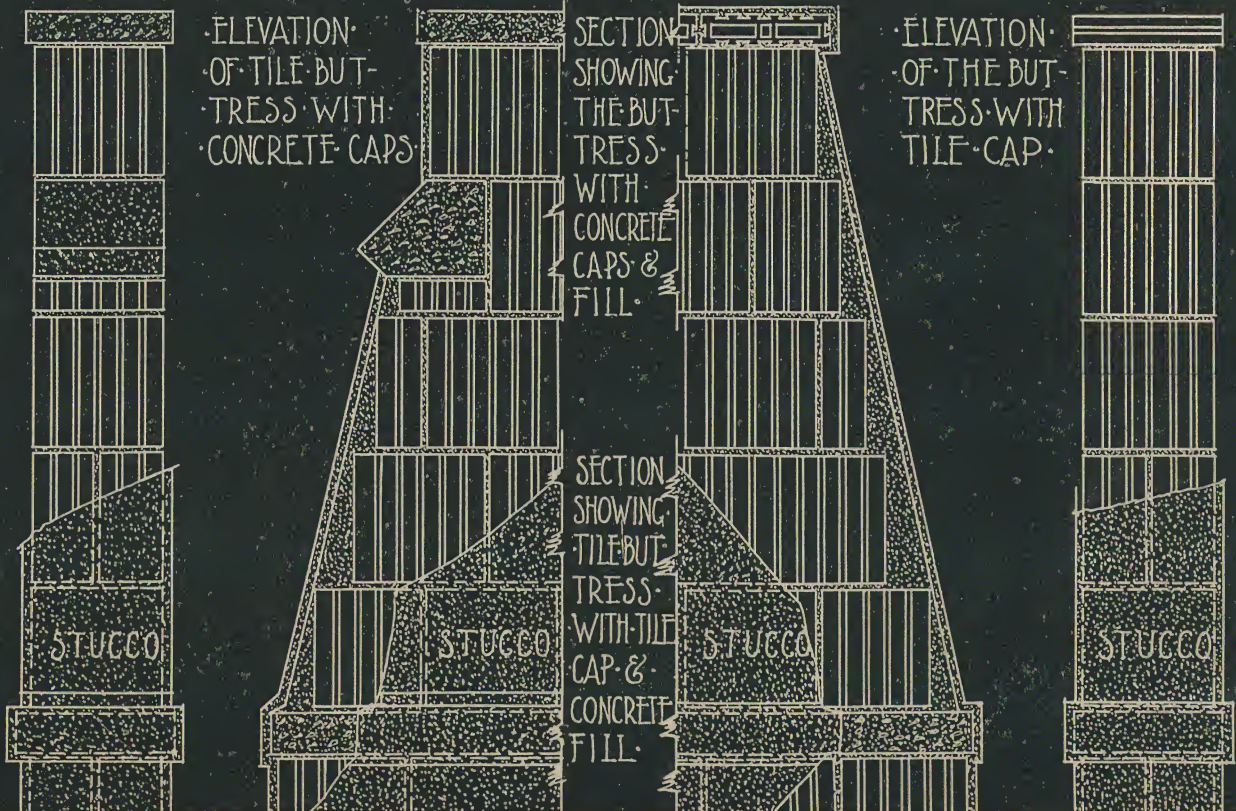 ·ELEVATION·
·OF·TILE·BUT-
·TRESS·WITH·
·CONCRETE·CAPS·
SECTION
SHOWING
THE·BUT-
TRESS·
WITH·
CONCRETE
CAPS·&
FILL·
·ELEVATION·
·OF·THE BUT-
TRESS·WITH
TILE·CAP·
SECTION
SHOWING
·TILE·BUT·
TRESS·
·WITH·TILE
CAP·&·
CONCRETE
FILL·
STUCCO
STUCCO
STUCCO
STUCCO